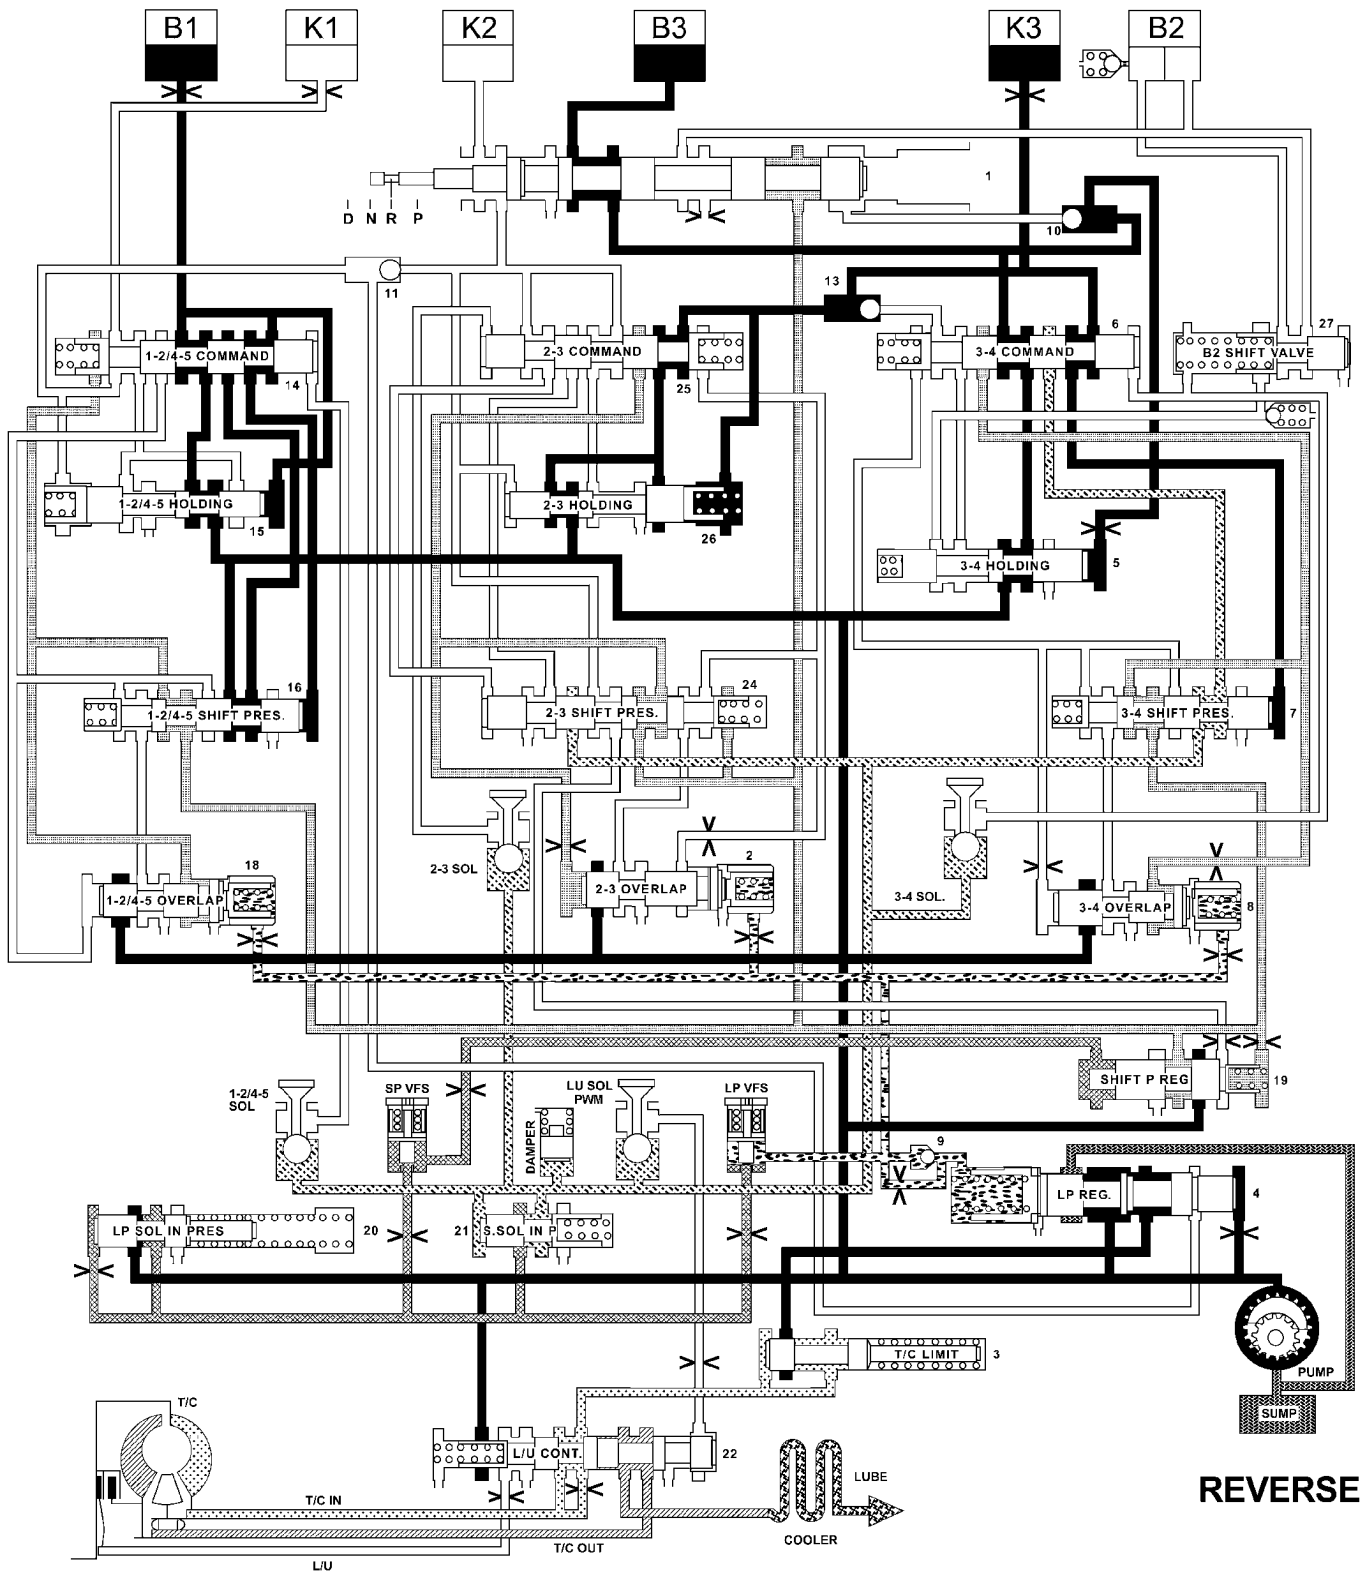 B1 K1 K2 B3 K3 B2
1
D N R P
10
11
13
6
27
1-2/4-5 COMMAND
2-3 COMMAND
3-4 COMMAND
B2 SHIFT VALVE
14
25
1-2/4-5 HOLDING
2-3 HOLDING
15
26
3-4 HOLDING
5
16
24
1-2/4-5 SHIFT PRES.
2-3 SHIFT PRES.
3-4 SHIFT PRES.
7
18
2
2-3 SOL
3-4 SOL.
1-2/4-5 OVERLAP
2-3 OVERLAP
3-4 OVERLAP
8
SHIFT P REG
19
1-2/4-5
SOL
SP VFS
LU SOL
PWM
LP VFS
DAMPER
9
LP REG.
4
LP SOL IN PRES
20
21
S.SOL IN P
T/C LIMIT
3
PUMP
SUMP
T/C
L/U CONT.
22
T/C IN
LUBE
COOLER
T/C OUT
L/U
REVERSE